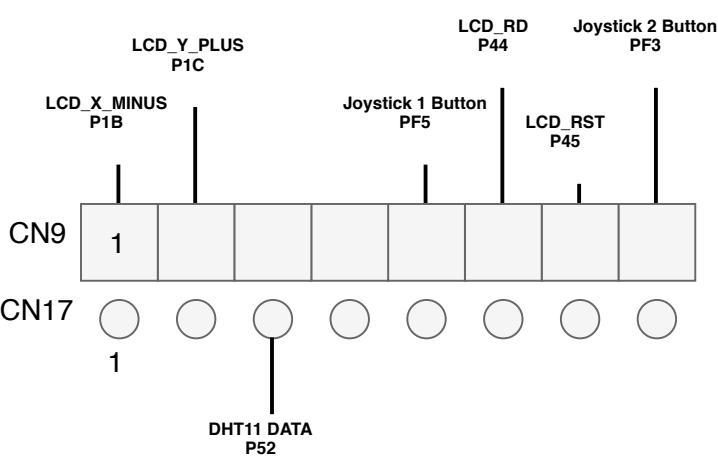 LCD_RD
P44
Joystick 2 Button
PF3
LCD_Y_PLUS
P1C
LCD_X_MINUS
P1B
Joystick 1 Button
PF5
LCD_RST
P45
CN9
1
CN17
1
DHT11 DATA
P52